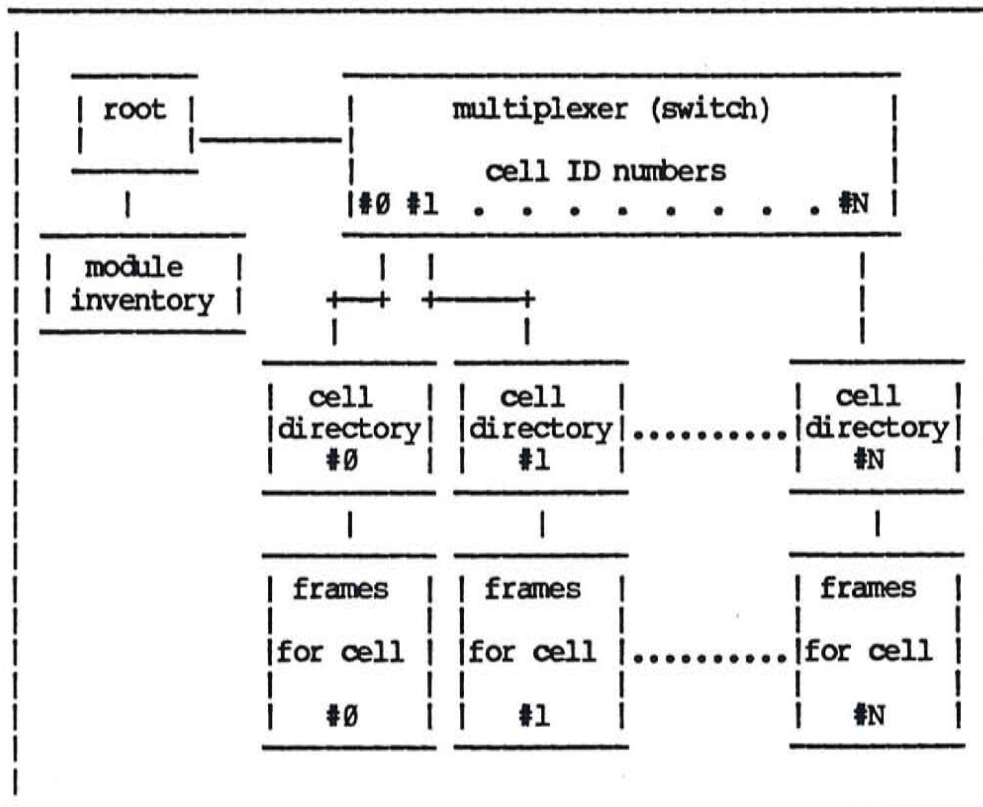 root multiplexer (switch)
cell ID numbers
#0 #1 . . . . . . . . #N
module
inventory
cell cell cell
directory directory..........directory
#0 #1 #N
frames frames frames
for cell for cell..........for cell
#0 #1 #N